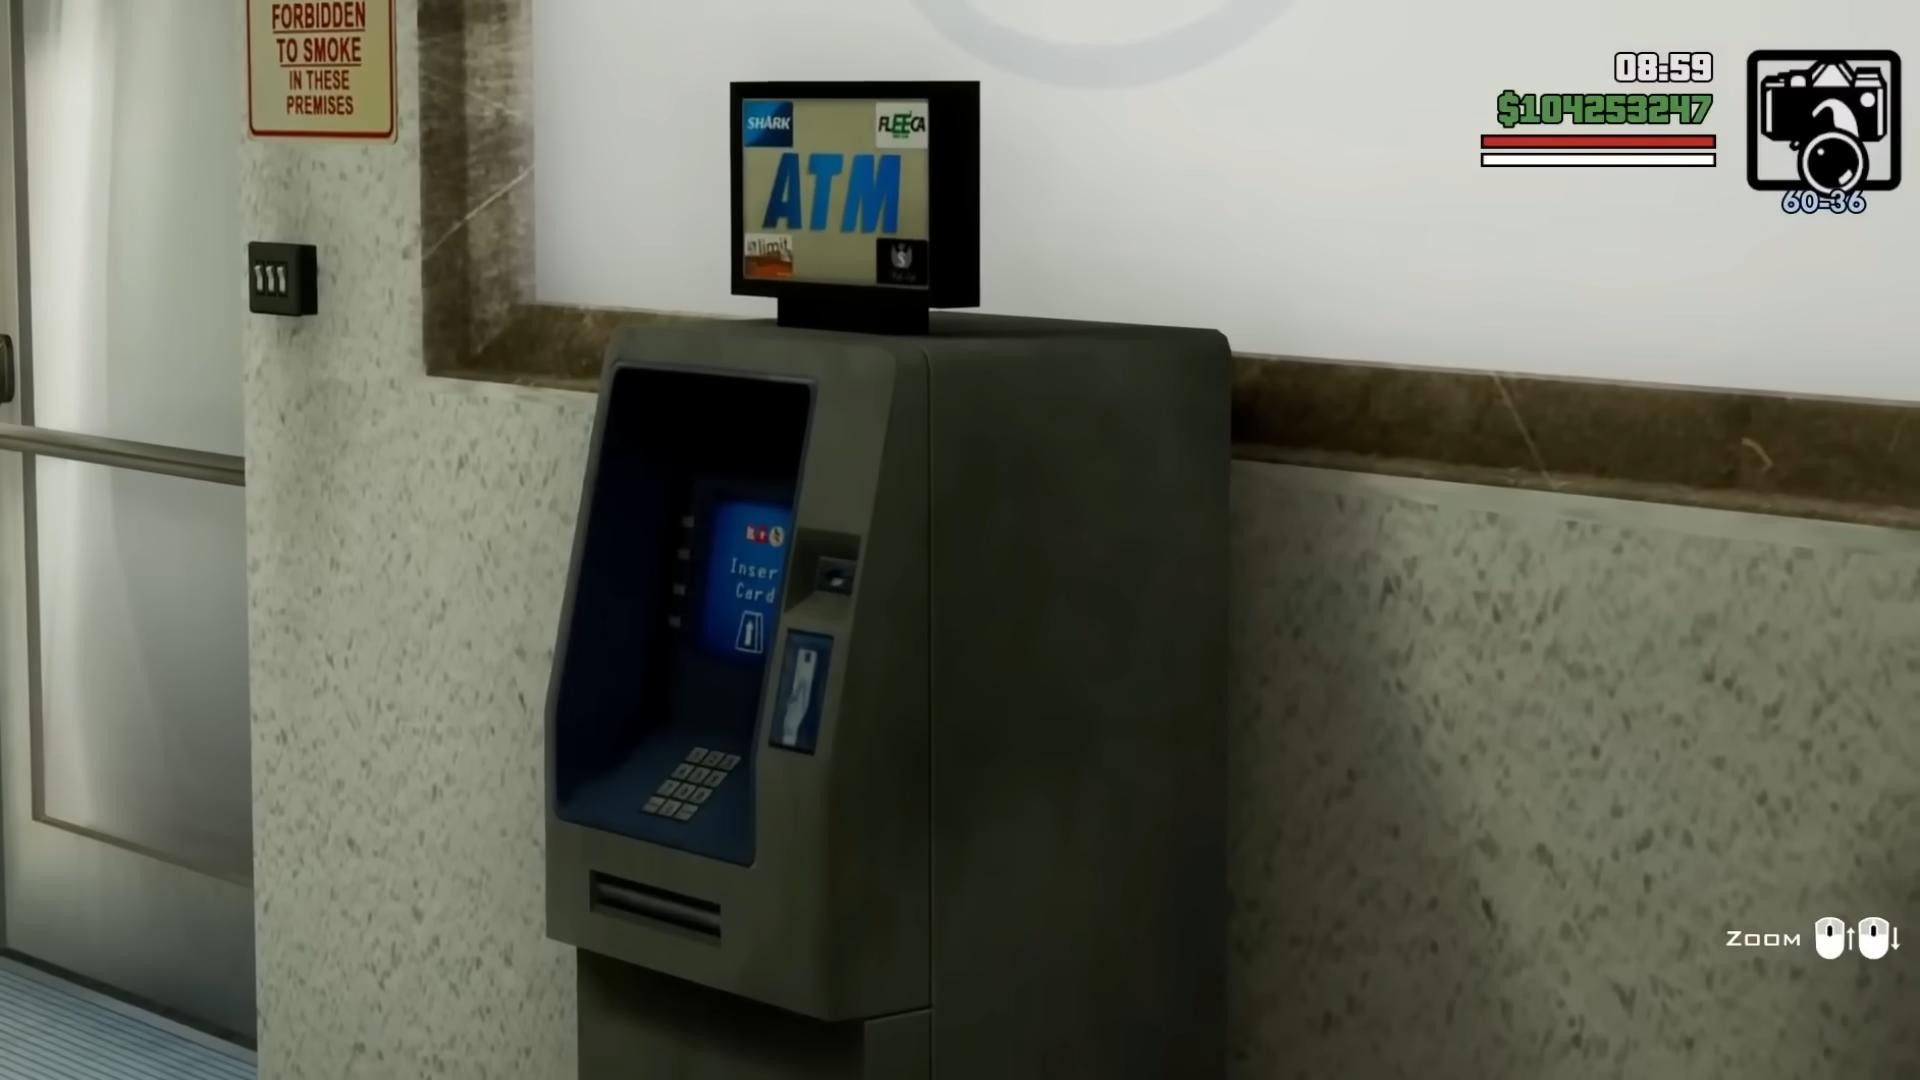 FORBIDDEN
TO SMOKE
IN THESE
PREMISES
08:59
$104253247
60-36
SHARK
FLEECA
ATM
limit
Inser
Card
ZOOM